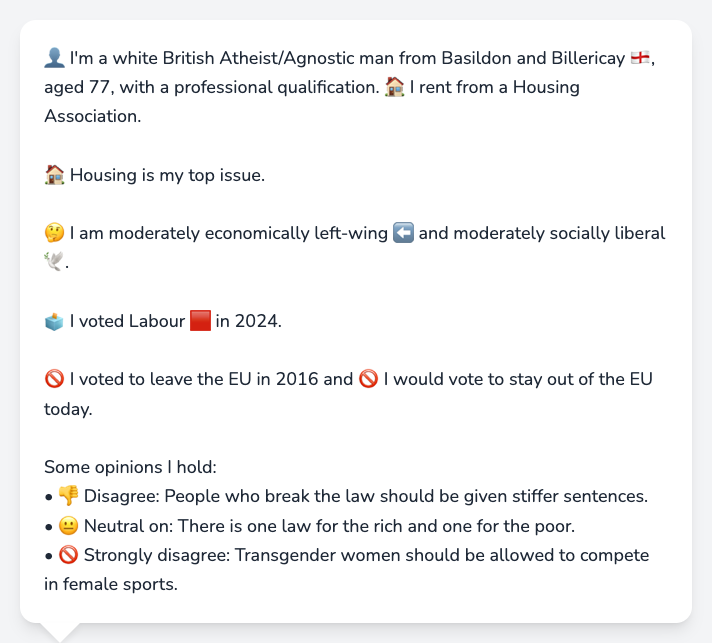 👤 I'm a white British Atheist/Agnostic man from Basildon and Billericay 🏴󠁧󠁢󠁥󠁮󠁧󠁿,
aged 77, with a professional qualification. 🏠 I rent from a Housing
Association.
🏠 Housing is my top issue.
🤔 I am moderately economically left-wing ⬅️ and moderately socially liberal
🕊️.
🗳️ I voted Labour 🟥 in 2024.
🚫 I voted to leave the EU in 2016 and 🚫 I would vote to stay out of the EU
today.
Some opinions I hold:
• 👎 Disagree: People who break the law should be given stiffer sentences.
• 😐 Neutral on: There is one law for the rich and one for the poor.
• 🚫 Strongly disagree: Transgender women should be allowed to compete
in female sports.